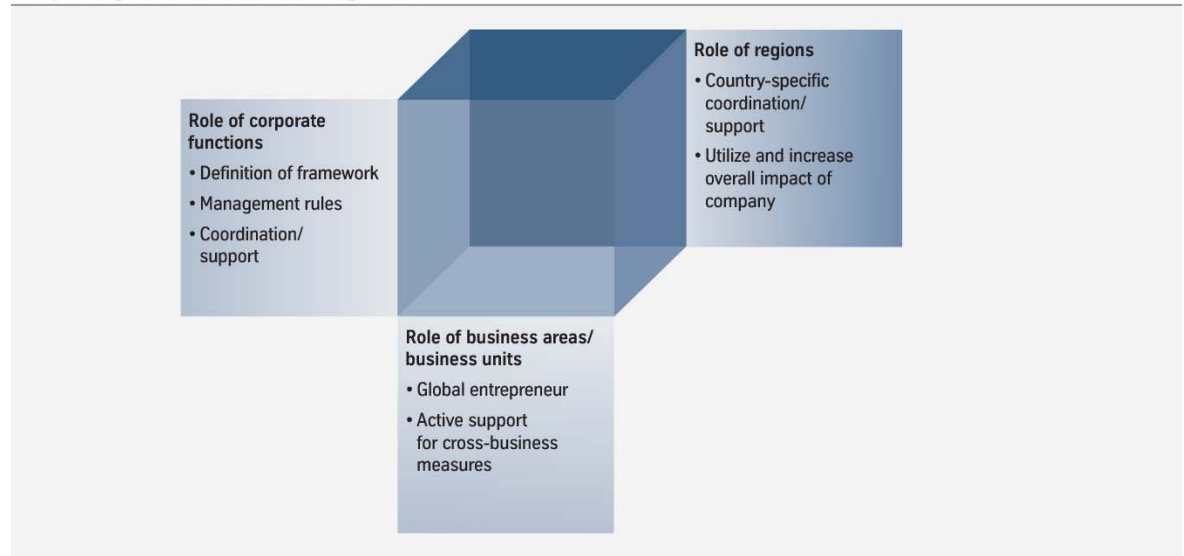 Role of corporate
functions
• Definition of framework
• Management rules
• Coordination/
support
Role of regions
• Country-specific
coordination/
support
• Utilize and increase
overall impact of
company
Role of business areas/
business units
• Global entrepreneur
• Active support
for cross-business
measures